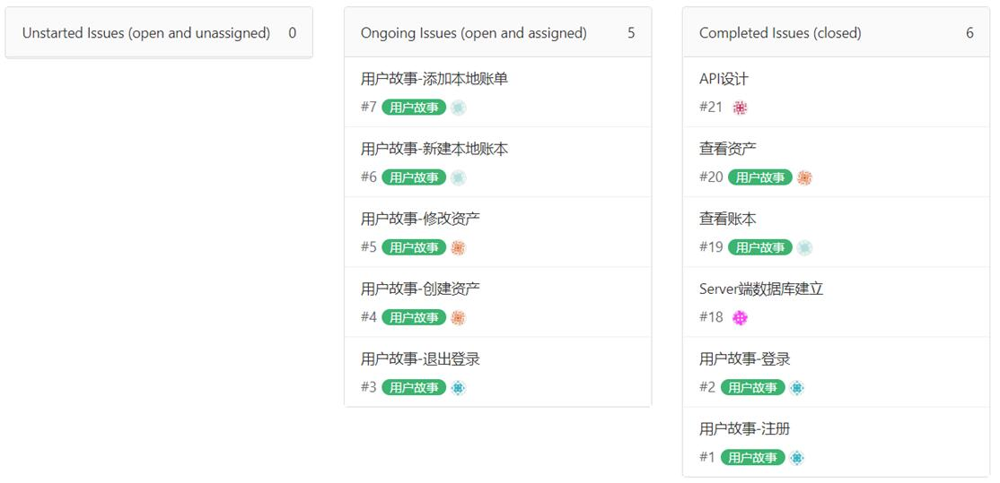 Unstarted Issues (open and unassigned) 0
Ongoing Issues (open and assigned) 5
用户故事-添加本地账单
#7 用户故事
用户故事-新建本地账本
#6 用户故事
用户故事-修改资产
#5 用户故事
用户故事-创建资产
#4 用户故事
用户故事-退出登录
#3 用户故事
Completed Issues (closed) 6
API设计
#21
查看资产
#20 用户故事
查看账本
#19 用户故事
Server端数据库建立
#18
用户故事-登录
#2 用户故事
用户故事-注册
#1 用户故事